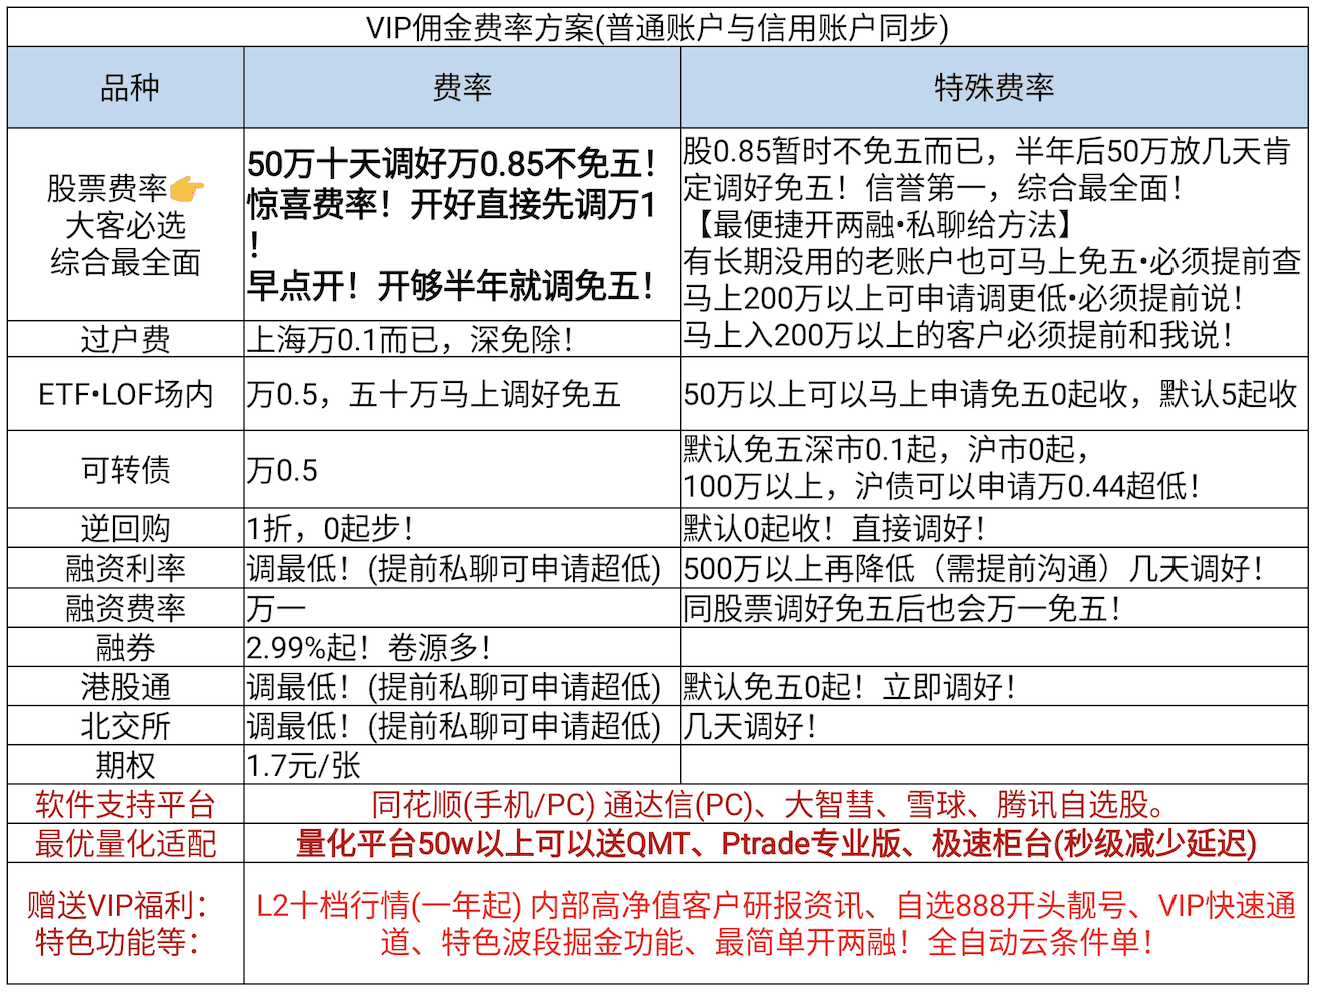 VIP佣金费率方案(普通账户与信用账户同步)
品种
费率
特殊费率
股票费率👉
大客必选
综合最全面
50万十天调好万0.85不免五！
惊喜费率！开好直接先调万1
！
早点开！开够半年就调免五！
股0.85暂时不免五而已，半年后50万放几天肯
定调好免五！信誉第一，综合最全面！
【最便捷开两融•私聊给方法】
有长期没用的老账户也可马上免五•必须提前查
马上200万以上可申请调更低•必须提前说！
马上入200万以上的客户必须提前和我说！
过户费
上海万0.1而已，深免除！
ETF•LOF场内
万0.5，五十万马上调好免五
50万以上可以马上申请免五0起收，默认5起收
可转债
万0.5
默认免五深市0.1起，沪市0起，
100万以上，沪债可以申请万0.44超低！
逆回购
1折，0起步！
默认0起收！直接调好！
融资利率
调最低！(提前私聊可申请超低)
500万以上再降低（需提前沟通）几天调好！
融资费率
万一
同股票调好免五后也会万一免五！
融券
2.99%起！卷源多！
港股通
调最低！(提前私聊可申请超低)
默认免五0起！立即调好！
北交所
调最低！(提前私聊可申请超低)
几天调好！
期权
1.7元/张
软件支持平台
同花顺(手机/PC) 通达信(PC)、大智彗、雪球、腾讯自选股。
最优量化适配
量化平台50w以上可以送QMT、Ptrade专业版、极速柜台(秒级减少延迟)
赠送VIP福利：
特色功能等：
L2十档行情(一年起) 内部高净值客户研报资讯、自选888开头靓号、VIP快速通
道、特色波段掘金功能、最简单开两融！全自动云条件单！